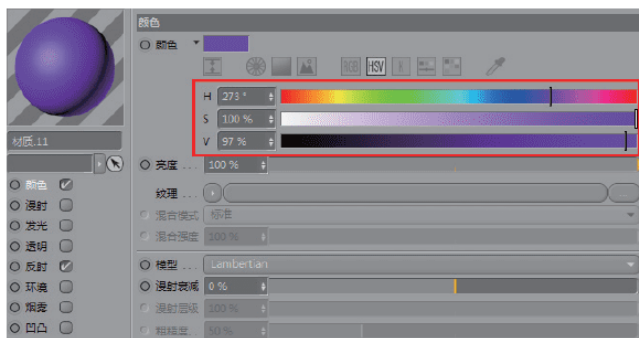 颜色
颜色
RGB HSV K
H 273 °
S 100 %
V 97 %
材质.11
亮度 ... 100 %
颜色
纹理 ...
漫射
混合模式 标准
发光
混合强度 100 %
透明
反射
模型 ... Lambertian
环境
漫射衰减 0 %
烟雾
漫射层级 100 %
凹凸
粗糙度.. 50 %